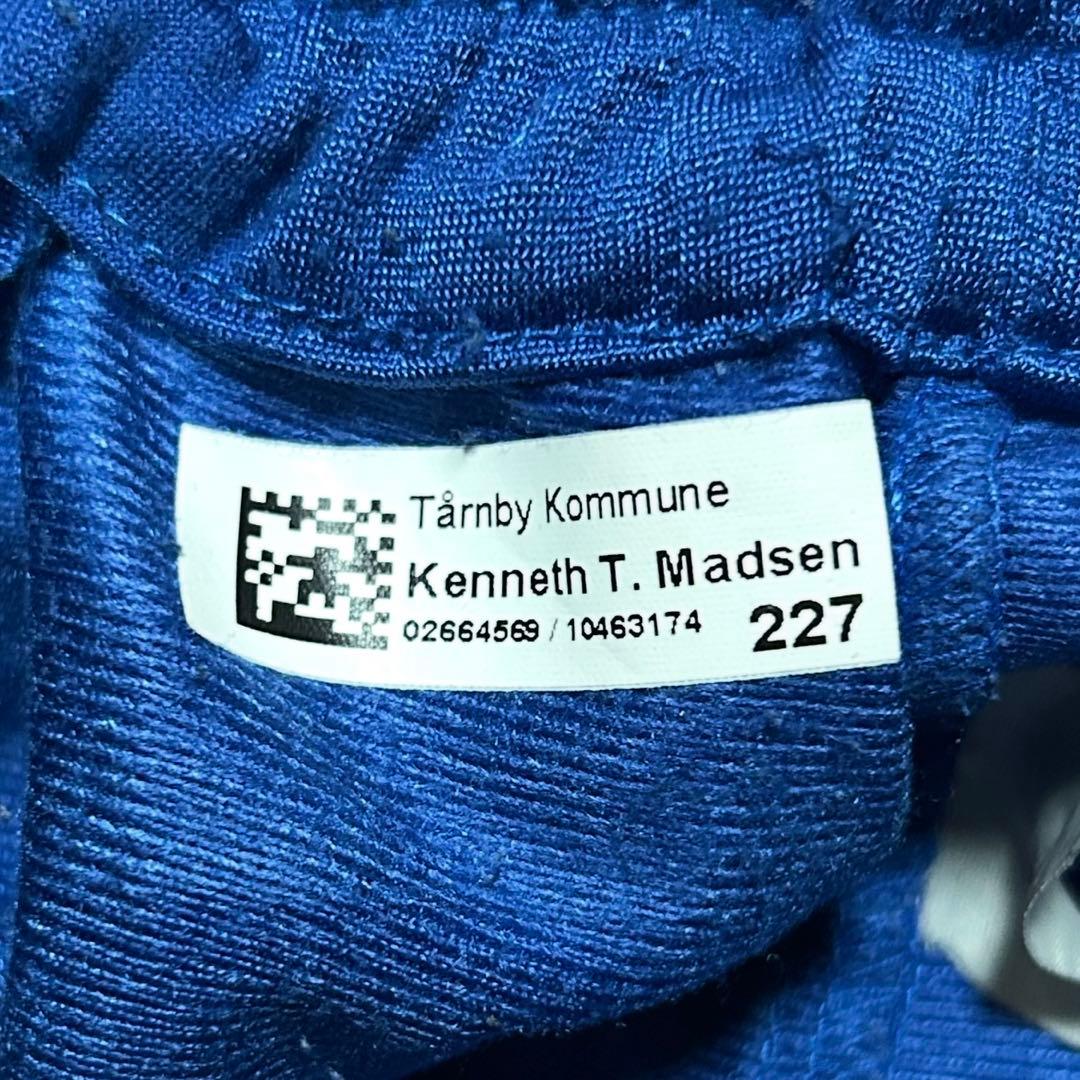 Tårnby Kommune
Kenneth T. Madsen
02664569 / 10463174 227